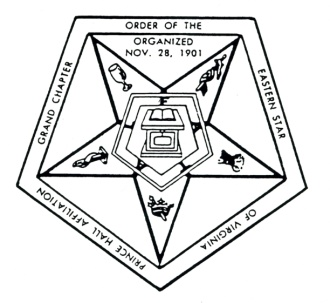 ORDER OF THE
EASTERN STAR
OF VIRGINIA
PRINCE HALL AFFILIATION
GRAND CHAPTER
ORGANIZED
NOV. 28, 1901